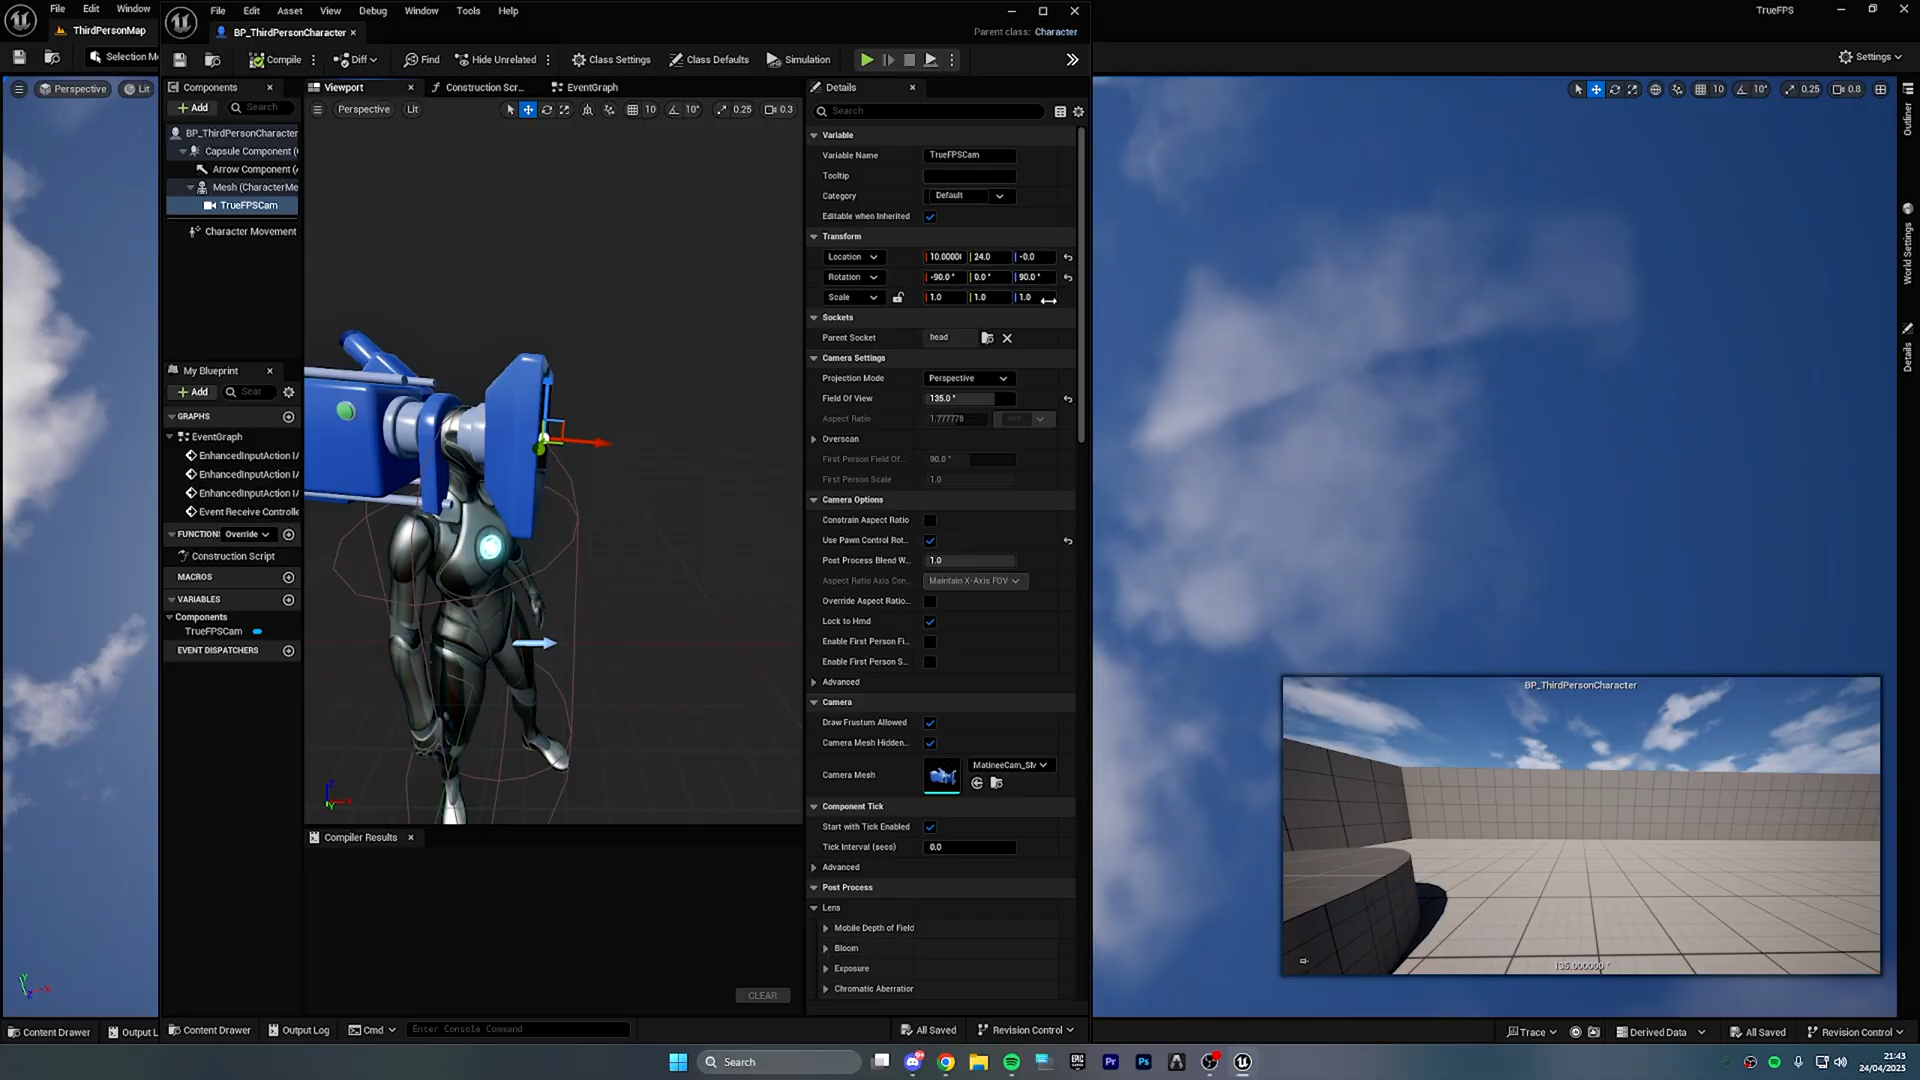 File Edit Window
ThirdPersonMap
Selection Mo
Perspective Lit
File Edit Asset View Debug Window Tools Help
BP_ThirdPersonCharacter
Parent class: Character
Compile Diff Find Hide Unrelated Class Settings Class Defaults Simulation
Components
Add Search
BP_ThirdPersonCharacter
Capsule Component (
Arrow Component (
Mesh (CharacterMe
TrueFPSCam
Character Movement
My Blueprint
Add Sear
GRAPHS
EventGraph
EnhancedInputAction IA
EnhancedInputAction IA
EnhancedInputAction IA
Event Receive Controlle
FUNCTIONS Override
Construction Script
MACROS
VARIABLES
Components
TrueFPSCam
EVENT DISPATCHERS
Viewport Construction Scr... EventGraph
Perspective Lit 10 10° 0.25 0.3
Compiler Results
CLEAR
Details
Search
Variable
Variable Name TrueFPSCam
Tooltip
Category Default
Editable when Inherited
Transform
Location 10.0000 24.0 -0.0
Rotation -90.0° 0.0° 90.0°
Scale 1.0 1.0 1.0
Sockets
Parent Socket head
Camera Settings
Projection Mode Perspective
Field Of View 135.0°
Aspect Ratio 1.777778
Overscan
First Person Field Of... 90.0°
First Person Scale 1.0
Camera Options
Constrain Aspect Ratio
Use Pawn Control Rot...
Post Process Blend W... 1.0
Aspect Ratio Axis Con... Maintain X-Axis FOV
Override Aspect Ratio...
Lock to Hmd
Enable First Person Fi...
Enable First Person S...
Advanced
Camera
Draw Frustum Allowed
Camera Mesh Hidden...
Camera Mesh MatineeCam_SM
Component Tick
Start with Tick Enabled
Tick Interval (secs) 0.0
Advanced
Post Process
Lens
Mobile Depth of Field
Bloom
Exposure
Chromatic Aberration
Content Drawer Output L
Content Drawer Output Log Cmd Enter Console Command All Saved Revision Control
TrueFPS
Settings
10 10° 0.25 0.8
Outliner
World Settings
Details
BP_ThirdPersonCharacter
135.000000 °
Trace Derived Data All Saved Revision Control
Search
21:43
24/04/2025